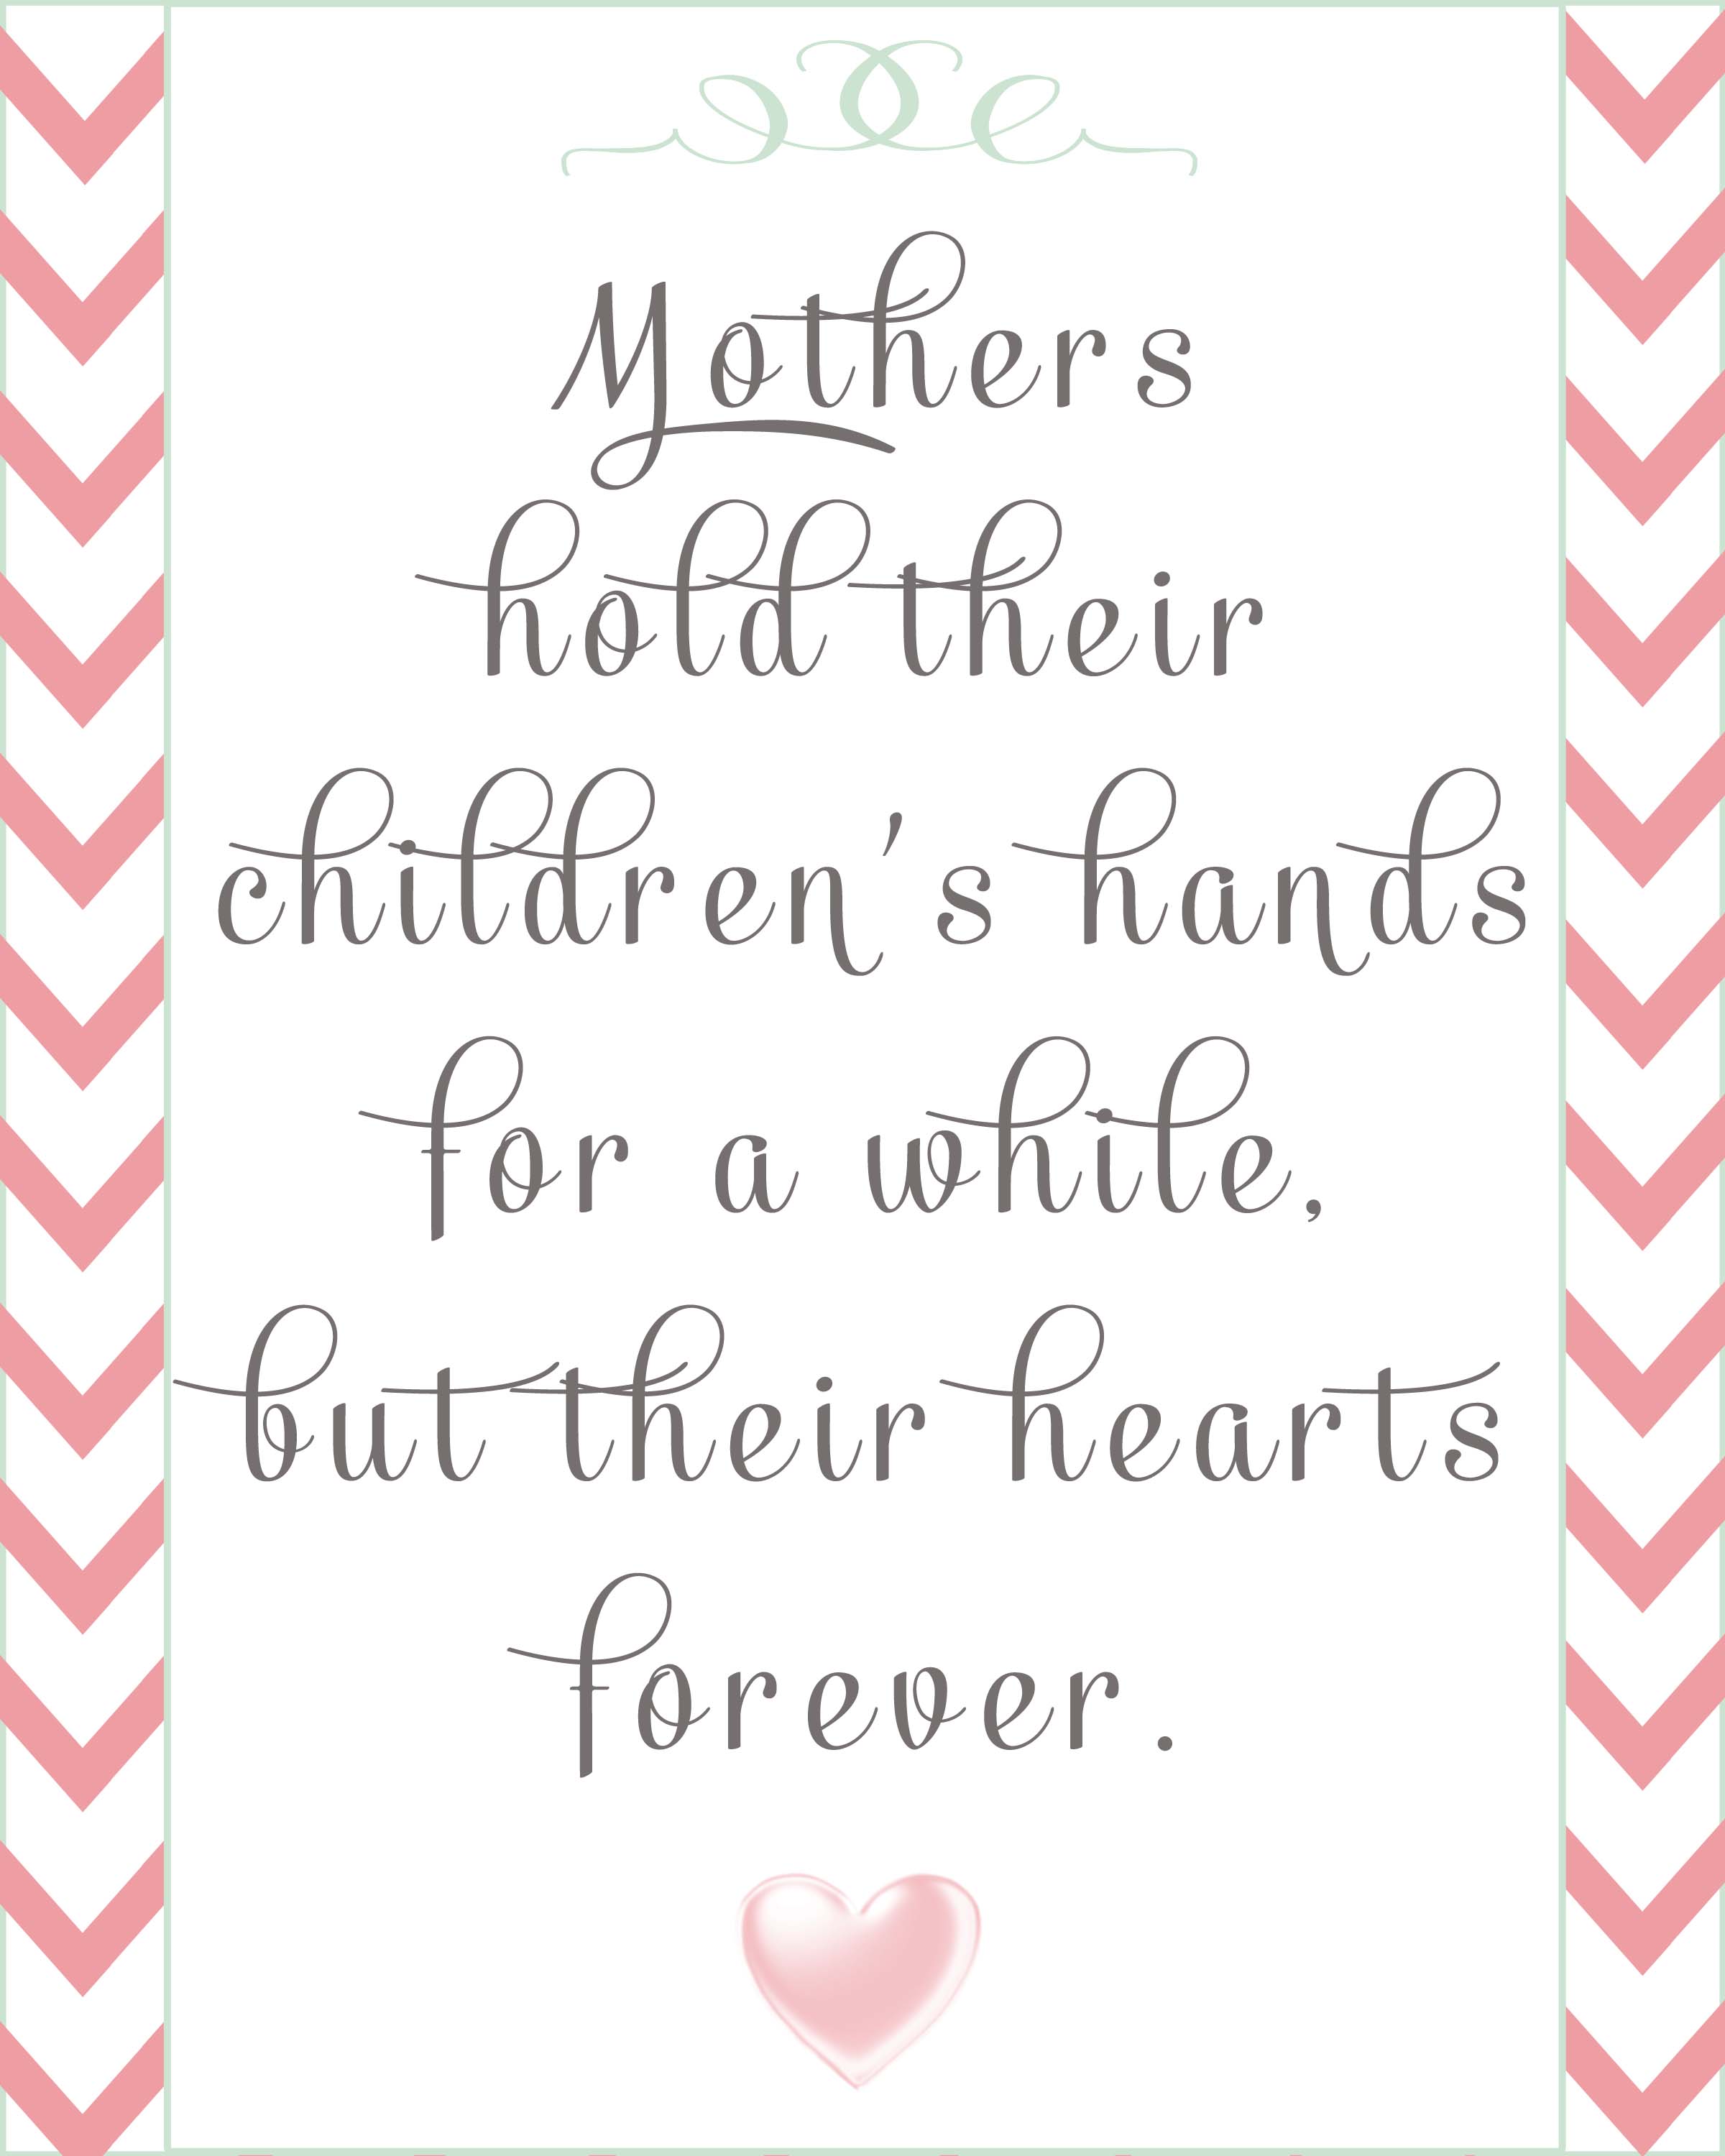 Mothers
hold their
children's hands
for a while,
but their hearts
forever.